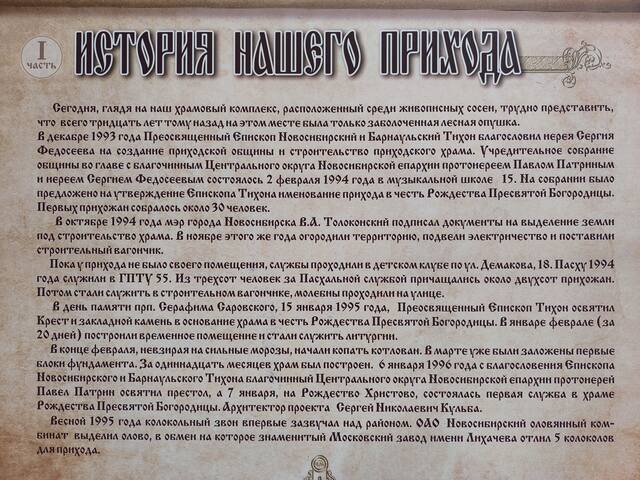 I
ЧАСТЬ
ИСТОРИЯ НАШЕГО ПРИХОДА
Сегодня, глядя на наш храмовый комплекс, расположенный среди живописных сосен, трудно представить,
что всего тридцать лет тому назад на этом месте была только заболоченная лесная опушка.
В декабре 1993 года Преосвященный Епископ Новосибирский и Барнаульский Тихон благословил иерея Сергия
Федосеева на создание приходской общины и строительство приходского храма. Учредительное собрание
общины во главе с благочинным Центрального округа Новосибирской епархии протоиереем Павлом Патриным
и иереем Сергием Федосеевым состоялось 2 февраля 1994 года в музыкальной школе 15. На собрании было
предложено на утверждение Епископа Тихона именование прихода в честь Рождества Пресвятой Богородицы.
Первых прихожан собралось около 30 человек.
В октябре 1994 года мэр города Новосибирска В.А. Толоконский подписал документы на выделение земли
под строительство храма. В ноябре этого же года огородили территорию, подвели электричество и поставили
строительный вагончик.
Пока у прихода не было своего помещения, службы проходили в детском клубе по ул. Демакова, 18. Пасху 1994
года служили в ГПТУ 55. Из трехсот человек за Пасхальной службой причащались около двухсот прихожан.
Потом стали служить в строительном вагончике, молебны проходили на улице.
В день памяти прп. Серафима Саровского, 15 января 1995 года, Преосвященный Епископ Тихон освятил
Крест и закладной камень в основание храма в честь Рождества Пресвятой Богородицы. В январе феврале (за
20 дней) построили временное помещение и стали служить литургии.
В конце февраля, невзирая на сильные морозы, начали копать котлован. В марте уже были заложены первые
блоки фундамента. За одиннадцать месяцев храм был построен. 6 января 1996 с благословения Епископа
Новосибирского и Барнаульского Тихона благочинный Центрального округа Новосибирской епархии протоиерей
Павел Патрин освятил престол, а 7 января, на Рождество Христово, состоялась первая служба в храме
Рождества Пресвятой Богородицы. Архитектор проекта Сергей Николаевич Кульба.
Весной 1995 года колокольный звон впервые зазвучал над районом. ОАО Новосибирский оловянный ком-
бинат выделил олово, в обмен на которое знаменитый Московский завод имени Лихачева отлил 5 колоколов
для прихода.